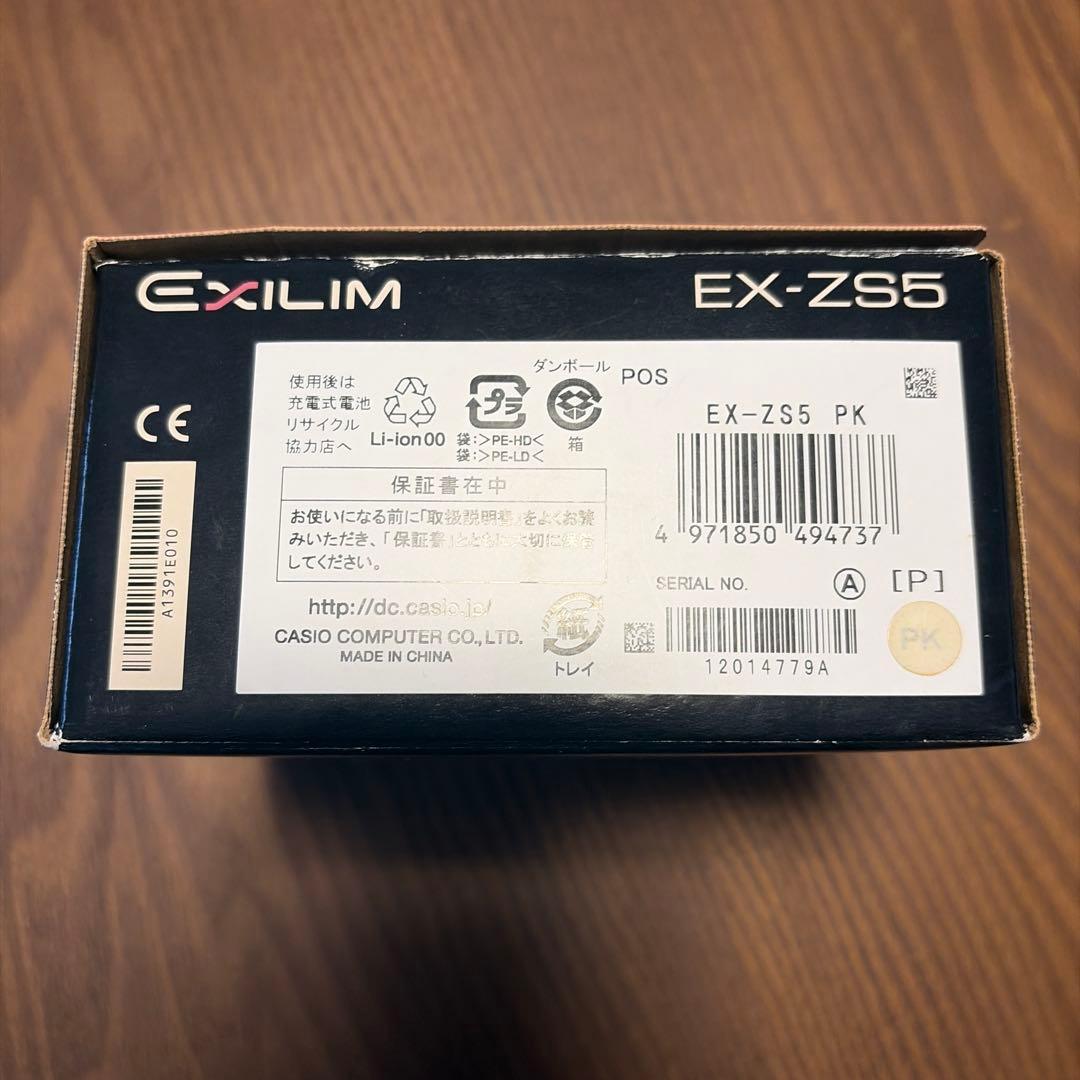 EXILIM
EX-ZS5
使用後は
充電式電池
リサイクル
協力店へ
Li-ion00
プラ
袋:>PE-HD<
袋:>PE-LD<
ダンボール
箱
POS
EX-ZS5 PK
4 971850 494737
CE
A1391E010
保証書在中
お使いになる前に「取扱説明書」をよくお読
みいただき、「保証書」とともに大切に保存
してください。
http://dc.casio.jp/
CASIO COMPUTER CO., LTD.
MADE IN CHINA
紙
トレイ
SERIAL NO.
A
[P]
12014779A
PK